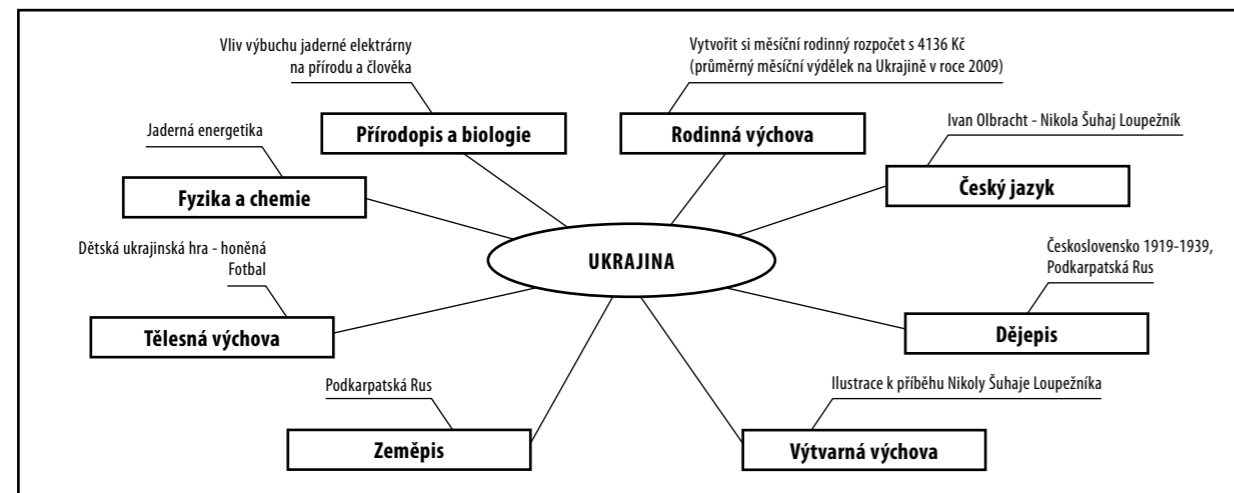 Vliv výbuchu jaderné elektrárny
na přírodu a člověka
Přírodopis a biologie
Vytvořit si měsíční rodinný rozpočet s 4136 Kč
(průměrný měsíční výdělek na Ukrajině v roce 2009)
Rodinná výchova
Jaderná energetika
Fyzika a chemie
Ivan Olbracht - Nikola Šuhaj Loupežník
Český jazyk
UKRAJINA
Dětská ukrajinská hra - honěná
Fotbal
Tělesná výchova
Československo 1919-1939,
Podkarpatská Rus
Dějepis
Podkarpatská Rus
Zeměpis
Ilustrace k příběhu Nikoly Šuhaje Loupežníka
Výtvarná výchova